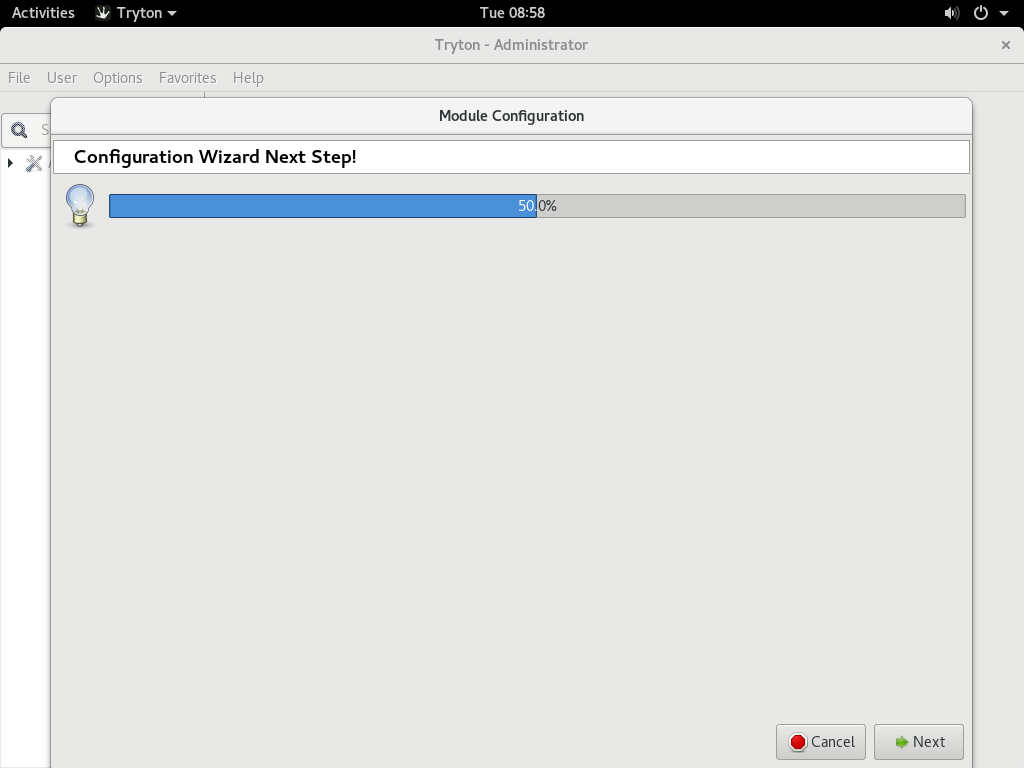 Activities Tryton Tue 08:58
Tryton - Administrator
File User Options Favorites Help
Module Configuration
S
Configuration Wizard Next Step!
50.0%
Cancel Next